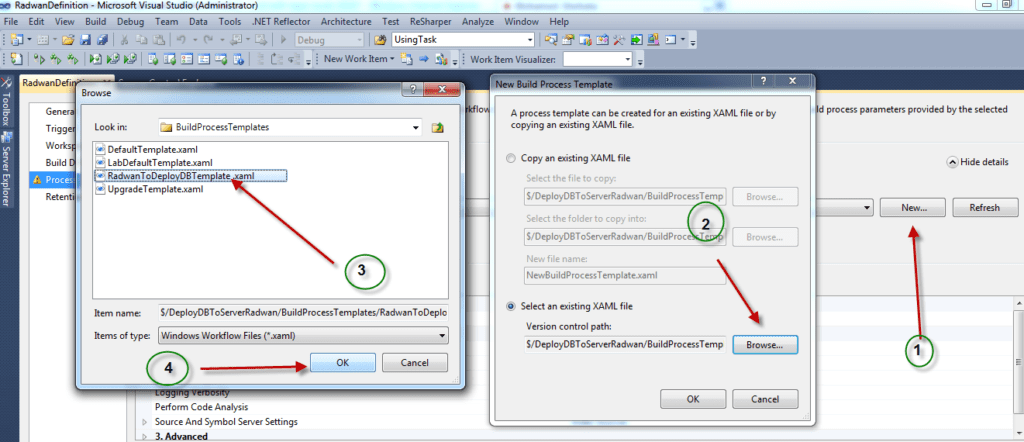 RadwanDefinition - Microsoft Visual Studio (Administrator)
File Edit View Project Build Debug Team Data Tools .NET Reflector Architecture Test ReSharper Analyze Window Help
Debug UsingTask
New Work Item Work Item Visualizer:
RadwanDefinition
Toolbox
Server Explorer
Genera
Trigger
Worksp
Build D
Proces
Retenti
Browse
Look in: BuildProcessTemplates
DefaultTemplate.xaml
LabDefaultTemplate.xaml
RadwanToDeployDBTemplate.xaml
UpgradeTemplate.xaml
3
Item name: $/DeployDBToServerRadwan/BuildProcessTemplates/RadwanToDeplo
Items of type: Windows Workflow Files (*.xaml)
4
OK Cancel
New Build Process Template
A process template can be created for an existing XAML file or by
copying an existing XAML file.
Copy an existing XAML file
Select the file to copy:
$/DeployDBToServerRadwan/BuildProcessTemp Browse...
Select the folder to copy into:
2
$/DeployDBToServerRadwan/BuildProcessTemp Browse...
New file name:
NewBuildProcessTemplate.xaml
Select an existing XAML file
Version control path:
$/DeployDBToServerRadwan/BuildProcessTemp Browse...
OK Cancel
ld process parameters provided by the selected
Hide details
New... Refresh
1
Logging Verbosity
Perform Code Analysis
Source And Symbol Server Settings
3. Advanced